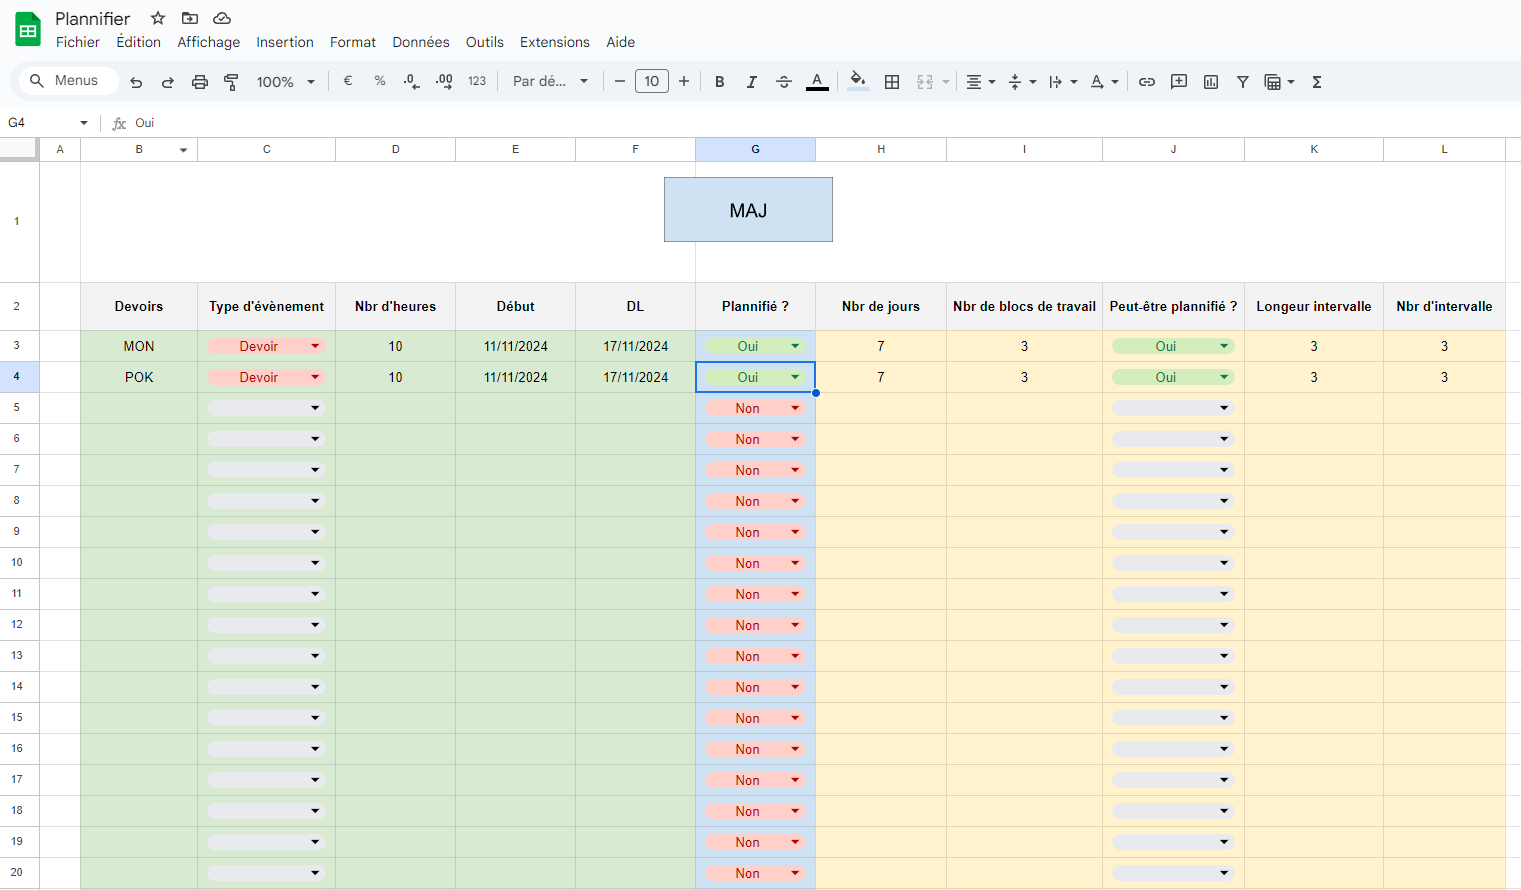 Plannifier
Fichier Édition Affichage Insertion Format Données Outils Extensions Aide
Menus 100% € % .0 .00 123 Par dé... − 10 + B I S A A Σ
G4 fx Oui
A B C D E F G H I J K L
1 MAJ
2 Devoirs Type d'évènement Nbr d'heures Début DL Plannifié ? Nbr de jours Nbr de blocs de travail Peut-être plannifié ? Longeur intervalle Nbr d'intervalle
3 MON Devoir 10 11/11/2024 17/11/2024 Oui 7 3 Oui 3 3
4 POK Devoir 10 11/11/2024 17/11/2024 Oui 7 3 Oui 3 3
5 Non
6 Non
7 Non
8 Non
9 Non
10 Non
11 Non
12 Non
13 Non
14 Non
15 Non
16 Non
17 Non
18 Non
19 Non
20 Non